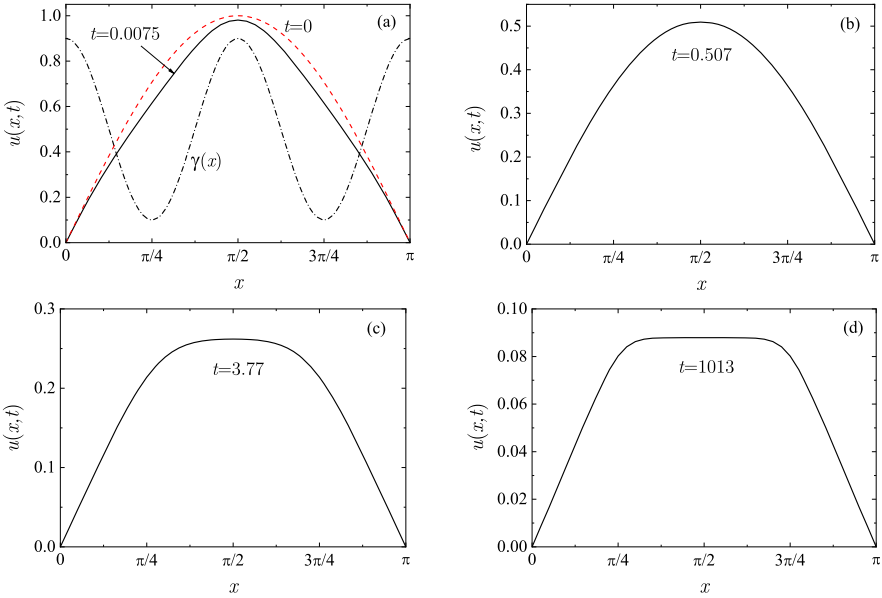 (a)
t=0.0075
t=0
γ(x)
u(x,t)
1.0
0.8
0.6
0.4
0.2
0.0
0
π/4
π/2
3π/4
π
x
(b)
t=0.507
u(x,t)
0.5
0.4
0.3
0.2
0.1
0.0
0
π/4
π/2
3π/4
π
x
(c)
t=3.77
u(x,t)
0.3
0.2
0.1
0.0
0
π/4
π/2
3π/4
π
x
(d)
t=1013
u(x,t)
0.10
0.08
0.06
0.04
0.02
0.00
0
π/4
π/2
3π/4
π
x